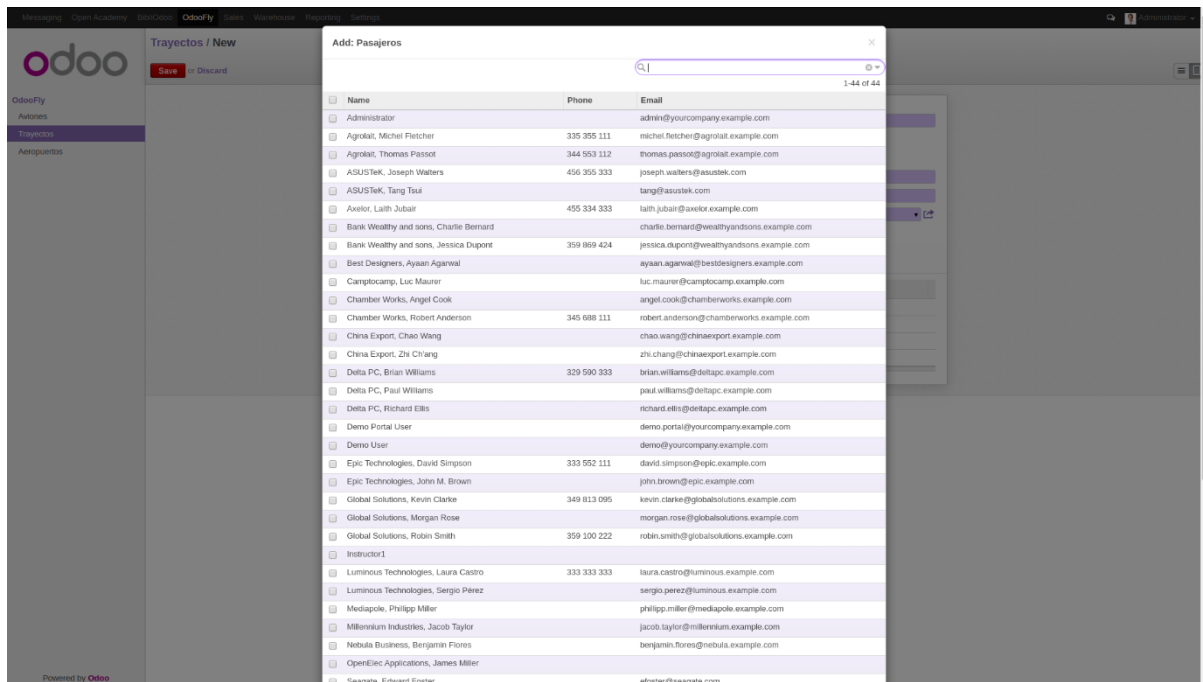 Messaging Open Academy BibliOdoo OdooFly Sales Warehouse Reporting Settings Administrator
odoo
Trayectos / New
Save or Discard
OdooFly
Aviones
Trayectos
Aeropuertos
Add: Pasajeros ×
1-44 of 44
Name Phone Email
Administrator admin@yourcompany.example.com
Agrolait, Michel Fletcher 335 355 111 michel.fletcher@agrolait.example.com
Agrolait, Thomas Passot 344 553 112 thomas.passot@agrolait.example.com
ASUSTeK, Joseph Walters 456 355 333 joseph.walters@asustek.com
ASUSTeK, Tang Tsui tang@asustek.com
Axelor, Laith Jubair 455 334 333 laith.jubair@axelor.example.com
Bank Wealthy and sons, Charlie Bernard charlie.bernard@wealthyandsons.example.com
Bank Wealthy and sons, Jessica Dupont 359 869 424 jessica.dupont@wealthyandsons.example.com
Best Designers, Ayaan Agarwal ayaan.agarwal@bestdesigners.example.com
Camptocamp, Luc Maurer luc.maurer@camptocamp.example.com
Chamber Works, Angel Cook angel.cook@chamberworks.example.com
Chamber Works, Robert Anderson 345 688 111 robert.anderson@chamberworks.example.com
China Export, Chao Wang chao.wang@chinaexport.example.com
China Export, Zhi Ch'ang zhi.chang@chinaexport.example.com
Delta PC, Brian Williams 329 590 333 brian.williams@deltapc.example.com
Delta PC, Paul Williams paul.williams@deltapc.example.com
Delta PC, Richard Ellis richard.ellis@deltapc.example.com
Demo Portal User demo.portal@yourcompany.example.com
Demo User demo@yourcompany.example.com
Epic Technologies, David Simpson 333 552 111 david.simpson@epic.example.com
Epic Technologies, John M. Brown john.brown@epic.example.com
Global Solutions, Kevin Clarke 349 813 095 kevin.clarke@globalsolutions.example.com
Global Solutions, Morgan Rose morgan.rose@globalsolutions.example.com
Global Solutions, Robin Smith 359 100 222 robin.smith@globalsolutions.example.com
Instructor1
Luminous Technologies, Laura Castro 333 333 333 laura.castro@luminous.example.com
Luminous Technologies, Sergio Pérez sergio.perez@luminous.example.com
Mediapole, Phillipp Miller phillipp.miller@mediapole.example.com
Millennium Industries, Jacob Taylor jacob.taylor@millennium.example.com
Nebula Business, Benjamin Flores benjamin.flores@nebula.example.com
OpenElec Applications, James Miller
Seagate, Edward Foster efoster@seagate.com
Powered by Odoo